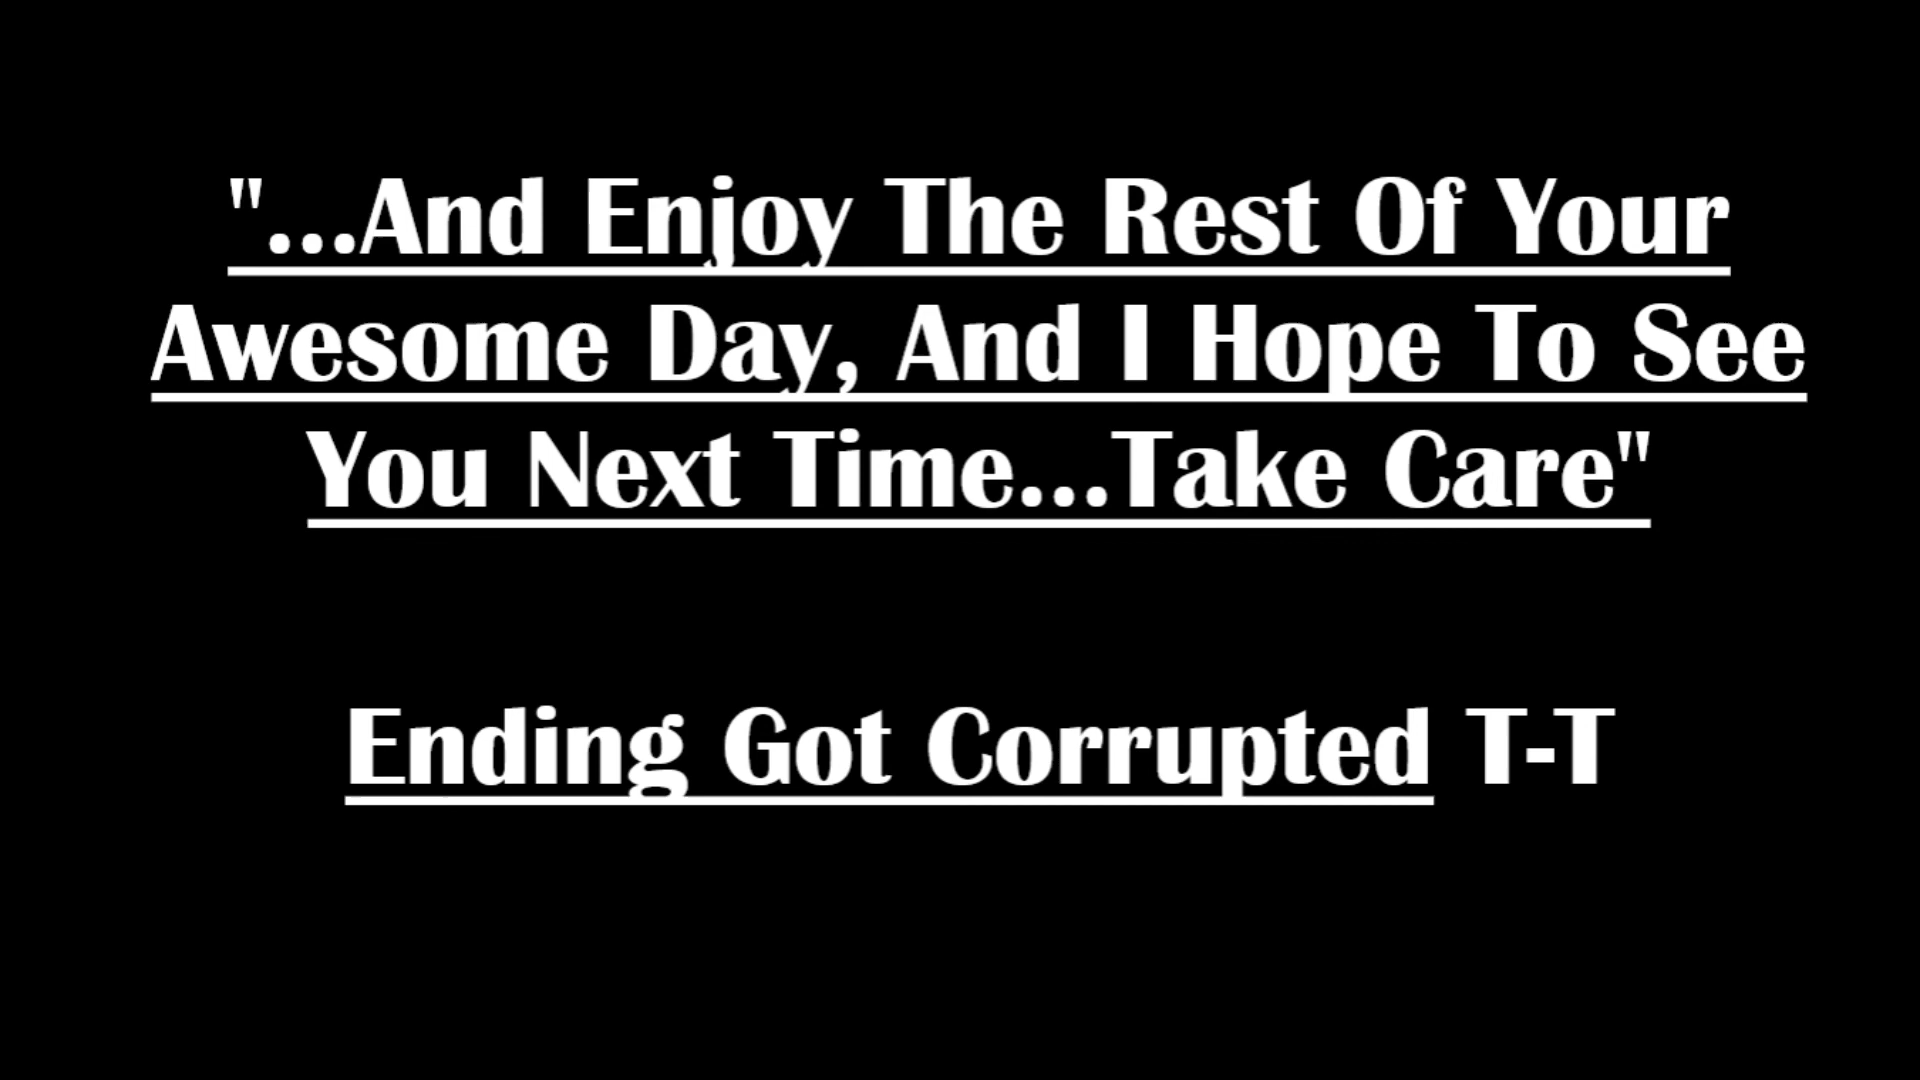 "...And Enjoy The Rest Of Your
Awesome Day, And I Hope To See
You Next Time...Take Care"
Ending Got Corrupted T-T